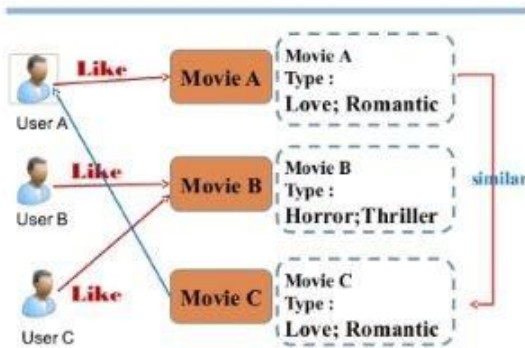 Like
User A
Movie A
Movie A
Type :
Love; Romantic
Like
User B
Movie B
Movie B
Type :
Horror;Thriller
similar
Like
User C
Movie C
Movie C
Type :
Love; Romantic